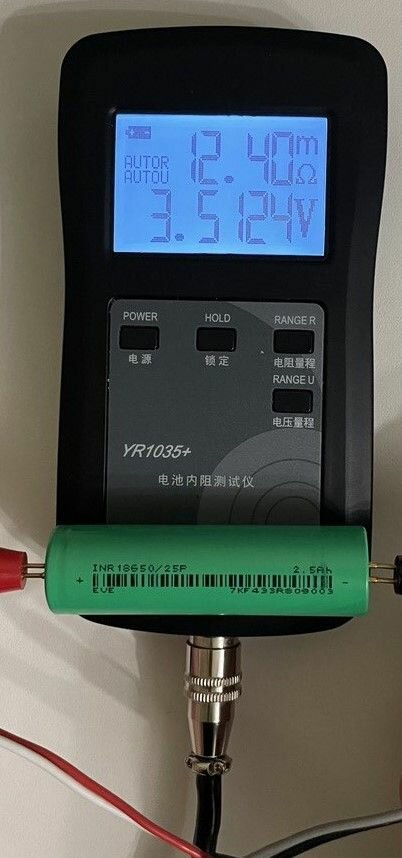 12.40mΩ
AUTOR
AUTOU
3.5124V
POWER HOLD RANGE R
电源 锁定 电阻量程
RANGE U
电压量程
YR1035+
电池内阻测试仪
INR18650/25P 2.5Ah
+ -
EVE 7KF433R809003